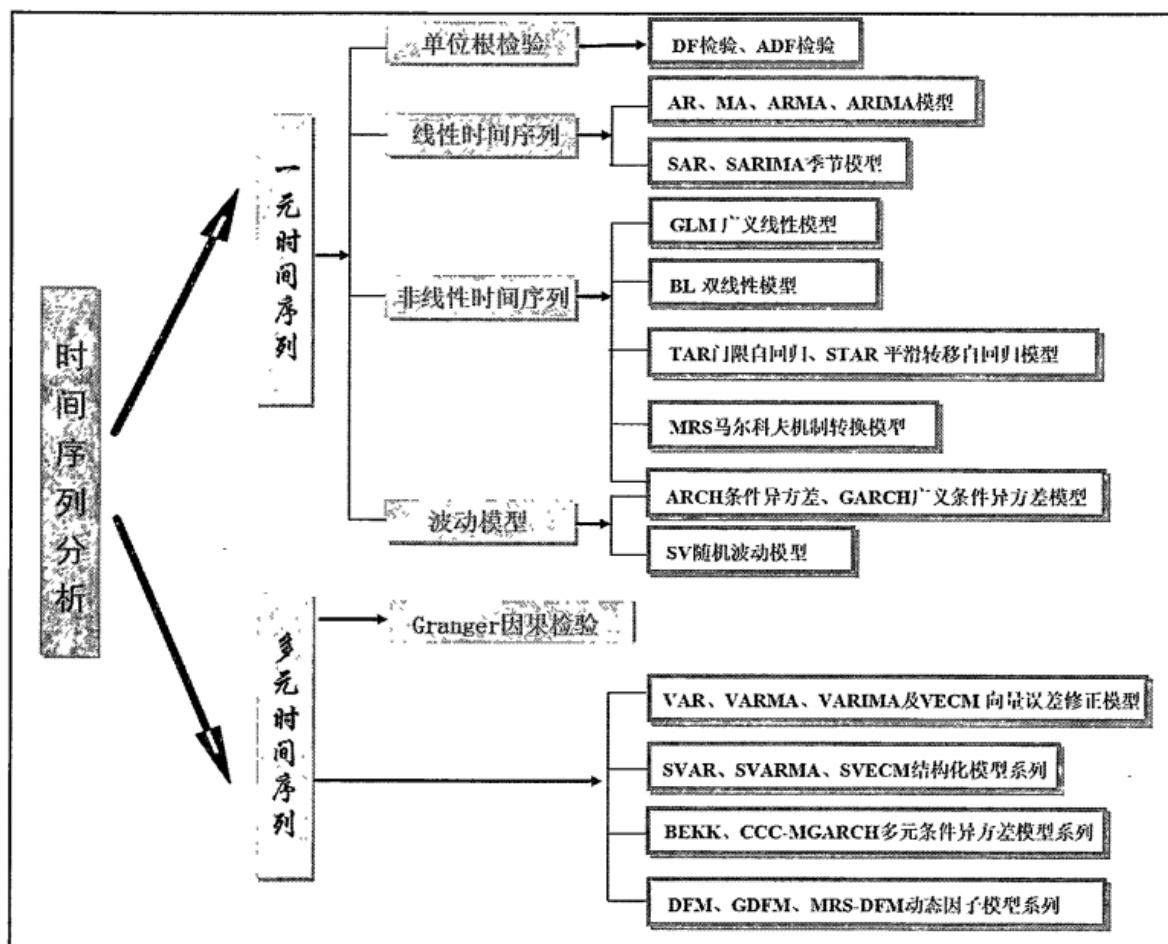 时间序列分析
一元时间序列
单位根检验
DF检验、ADF检验
线性时间序列
AR、MA、ARMA、ARIMA模型
SAR、SARIMA季节模型
非线性时间序列
GLM 广义线性模型
BL 双线性模型
TAR门限自回归、STAR 平滑转移自回归模型
MRS马尔科夫机制转换模型
波动模型
ARCH条件异方差、GARCH广义条件异方差模型
SV随机波动模型
多元时间序列
Granger因果检验
VAR、VARMA、VARIMA及VECM 向量误差修正模型
SVAR、SVARMA、SVECM结构化模型系列
BEKK、CCC-MGARCH多元条件异方差模型系列
DFM、GDFM、MRS-DFM动态因子模型系列